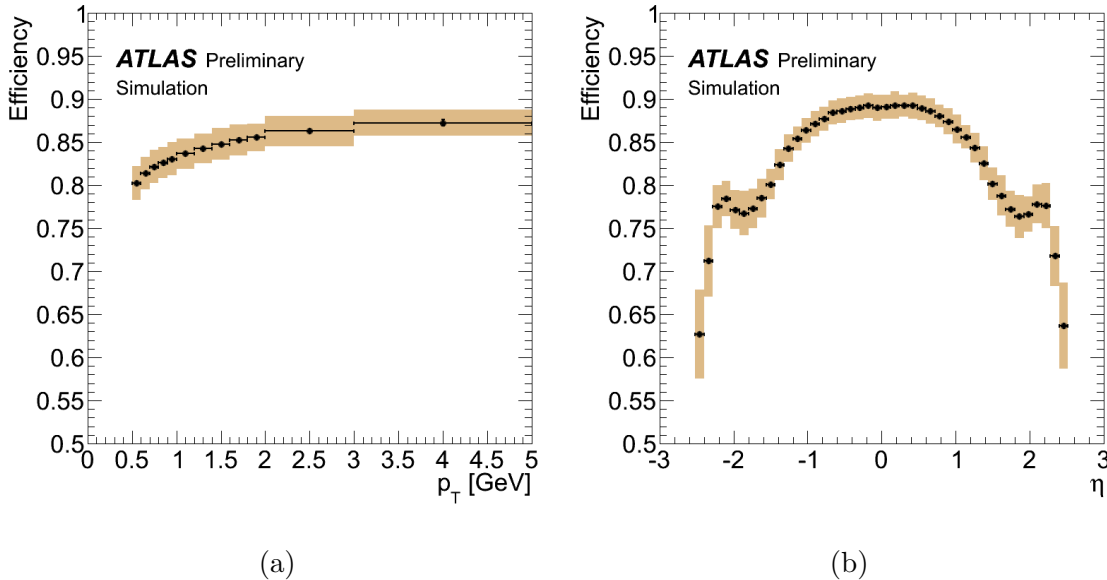 Efficiency
1
0.95
0.9
0.85
0.8
0.75
0.7
0.65
0.6
0.55
0.5
ATLAS Preliminary
Simulation
0 0.5 1 1.5 2 2.5 3 3.5 4 4.5 5
p_T [GeV]
(a)
Efficiency
1
0.95
0.9
0.85
0.8
0.75
0.7
0.65
0.6
0.55
0.5
ATLAS Preliminary
Simulation
-3 -2 -1 0 1 2 3
η
(b)